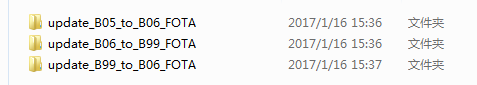 update_B05_to_B06_FOTA 2017/1/16 15:36 文件夹
update_B06_to_B99_FOTA 2017/1/16 15:36 文件夹
update_B99_to_B06_FOTA 2017/1/16 15:37 文件夹